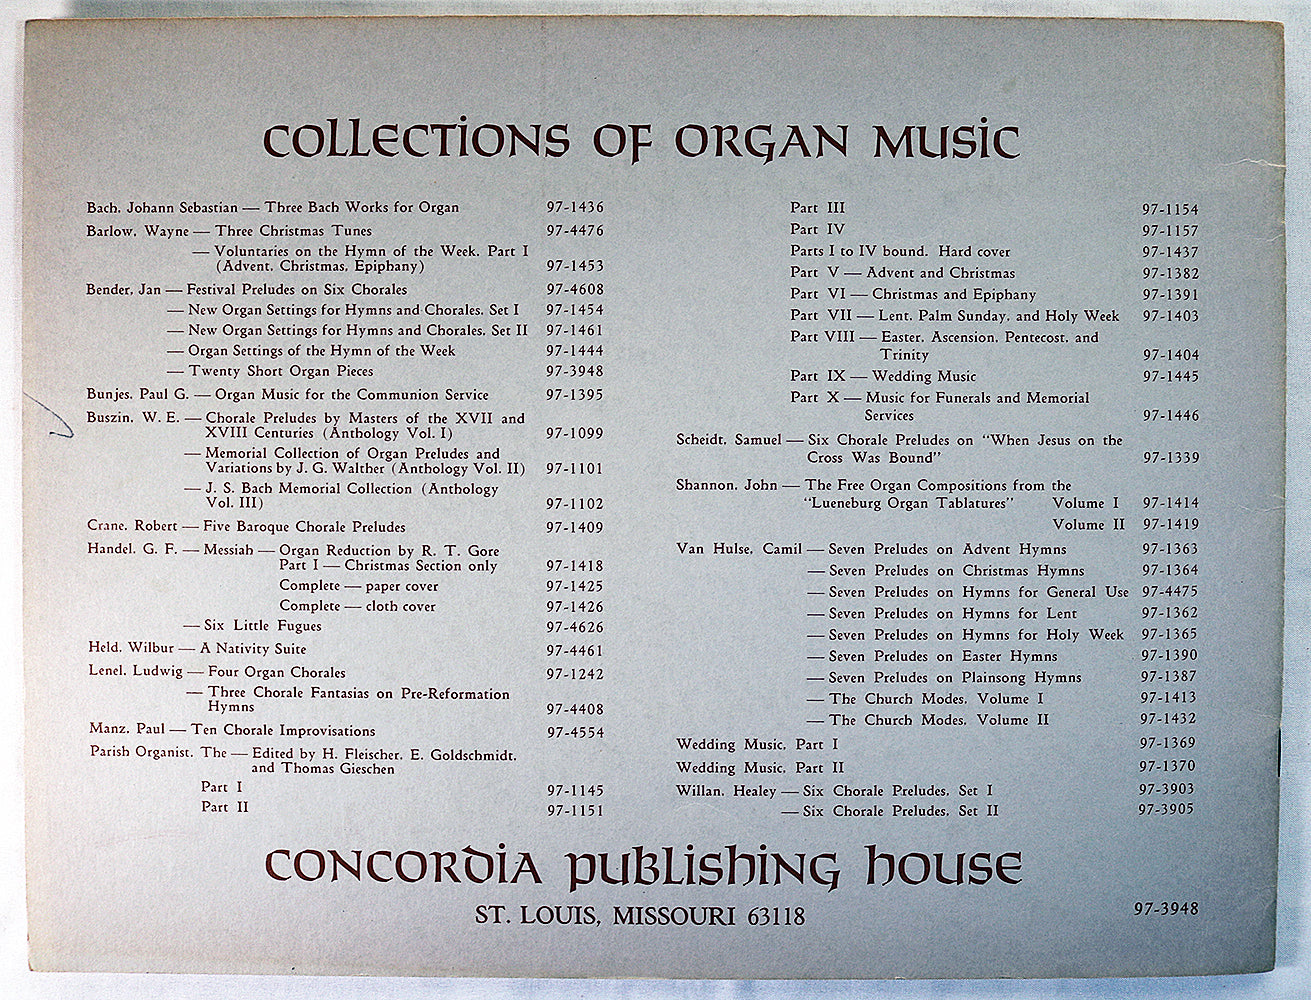 COLLECTIONS OF ORGAN MUSIC
Bach, Johann Sebastian — Three Bach Works for Organ 97-1436
Barlow, Wayne — Three Christmas Tunes 97-4476
— Voluntaries on the Hymn of the Week, Part I
(Advent, Christmas, Epiphany) 97-1453
Bender, Jan — Festival Preludes on Six Chorales 97-4608
— New Organ Settings for Hymns and Chorales, Set I 97-1454
— New Organ Settings for Hymns and Chorales, Set II 97-1461
— Organ Settings of the Hymn of the Week 97-1444
— Twenty Short Organ Pieces 97-3948
Bunjes, Paul G. — Organ Music for the Communion Service 97-1395
Buszin, W. E. — Chorale Preludes by Masters of the XVII and
XVIII Centuries (Anthology Vol. I) 97-1099
— Memorial Collection of Organ Preludes and
Variations by J. G. Walther (Anthology Vol. II) 97-1101
— J. S. Bach Memorial Collection (Anthology
Vol. III) 97-1102
Crane, Robert — Five Baroque Chorale Preludes 97-1409
Handel, G. F. — Messiah — Organ Reduction by R. T. Gore
Part I — Christmas Section only 97-1418
Complete — paper cover 97-1425
Complete — cloth cover 97-1426
— Six Little Fugues 97-4626
Held, Wilbur — A Nativity Suite 97-4461
Lenel, Ludwig — Four Organ Chorales 97-1242
— Three Chorale Fantasias on Pre-Reformation
Hymns 97-4408
Manz, Paul — Ten Chorale Improvisations 97-4554
Parish Organist, The — Edited by H. Fleischer, E. Goldschmidt,
and Thomas Gieschen
Part I 97-1145
Part II 97-1151
Part III 97-1154
Part IV 97-1157
Parts I to IV bound. Hard cover 97-1437
Part V — Advent and Christmas 97-1382
Part VI — Christmas and Epiphany 97-1391
Part VII — Lent, Palm Sunday, and Holy Week 97-1403
Part VIII — Easter, Ascension, Pentecost, and
Trinity 97-1404
Part IX — Wedding Music 97-1445
Part X — Music for Funerals and Memorial
Services 97-1446
Scheidt, Samuel — Six Chorale Preludes on “When Jesus on the
Cross Was Bound” 97-1339
Shannon, John — The Free Organ Compositions from the
“Lueneburg Organ Tablatures” Volume I 97-1414
Volume II 97-1419
Van Hulse, Camil — Seven Preludes on Advent Hymns 97-1363
— Seven Preludes on Christmas Hymns 97-1364
— Seven Preludes on Hymns for General Use 97-4475
— Seven Preludes on Hymns for Lent 97-1362
— Seven Preludes on Hymns for Holy Week 97-1365
— Seven Preludes on Easter Hymns 97-1390
— Seven Preludes on Plainsong Hymns 97-1387
— The Church Modes, Volume I 97-1413
— The Church Modes, Volume II 97-1432
Wedding Music, Part I 97-1369
Wedding Music, Part II 97-1370
Willan, Healey — Six Chorale Preludes, Set I 97-3903
— Six Chorale Preludes, Set II 97-3905
CONCORDIA PUBLISHING HOUSE
ST. LOUIS, MISSOURI 63118
97-3948